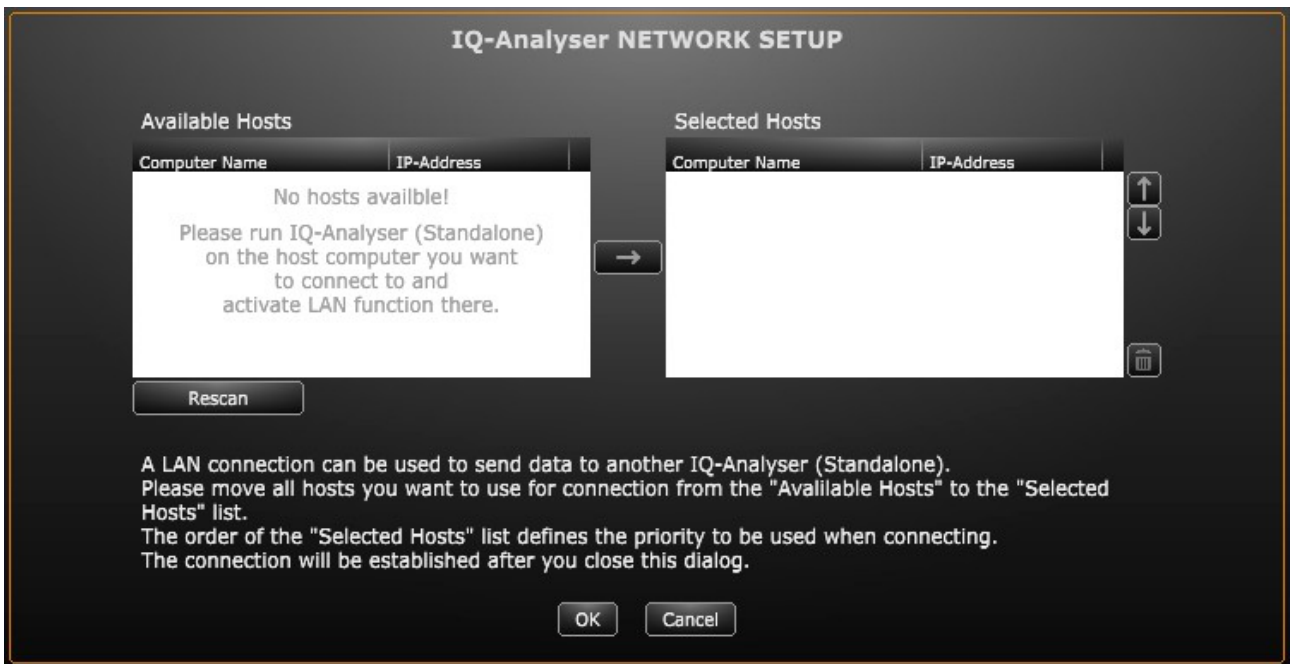 IQ-Analyser NETWORK SETUP
Available Hosts
Computer Name
IP-Address
No hosts availble!
Please run IQ-Analyser (Standalone)
on the host computer you want
to connect to and
activate LAN function there.
Rescan
Selected Hosts
Computer Name
IP-Address
A LAN connection can be used to send data to another IQ-Analyser (Standalone).
Please move all hosts you want to use for connection from the "Avalilable Hosts" to the "Selected
Hosts" list.
The order of the "Selected Hosts" list defines the priority to be used when connecting.
The connection will be established after you close this dialog.
OK
Cancel